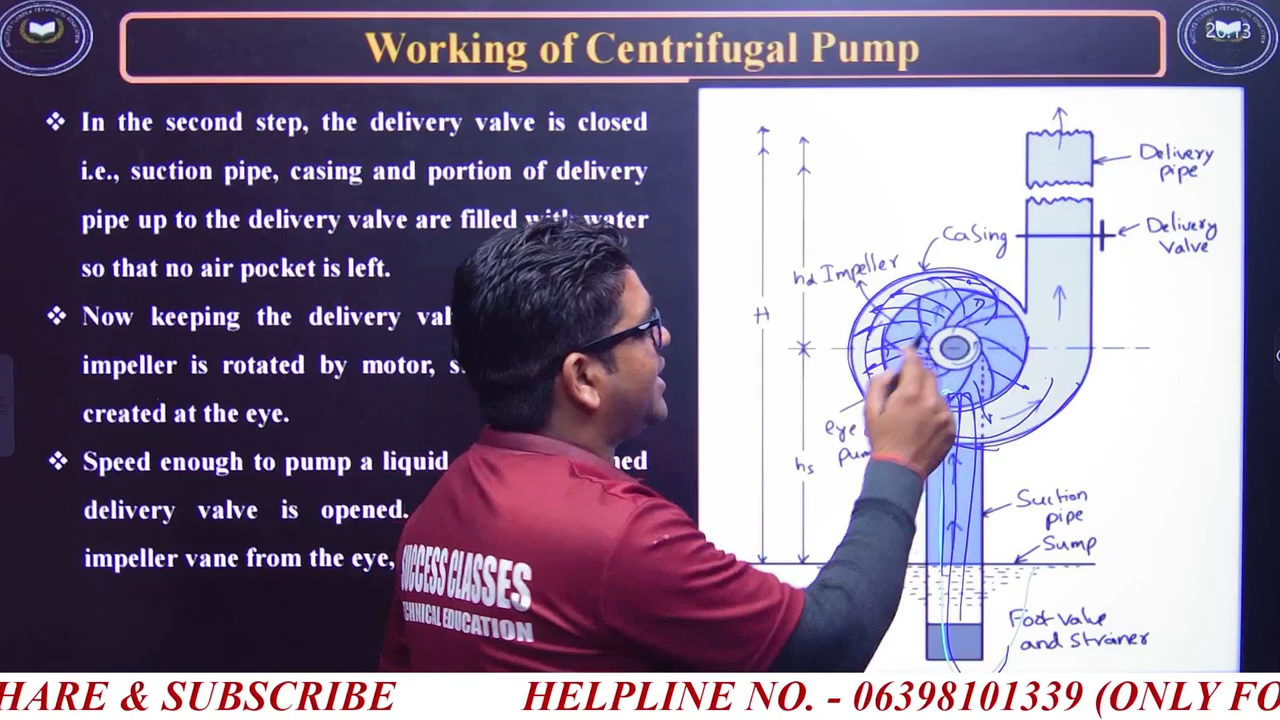 Working of Centrifugal Pump
20:13
❖ In the second step, the delivery valve is closed
i.e., suction pipe, casing and portion of delivery
pipe up to the delivery valve are filled with water
so that no air pocket is left.
❖ Now keeping the delivery val
impeller is rotated by motor, s
created at the eye.
❖ Speed enough to pump a liquid
delivery valve is opened.
impeller vane from the eye,
Delivery
pipe
Delivery
valve
Casing
hd Impeller
H
eye
pum
hs
Suction
pipe
Sump
Foot valve
and strainer
SUCCESS CLASSES
TECHNICAL EDUCATION
HARE & SUBSCRIBE HELPLINE NO. - 06398101339 (ONLY FO